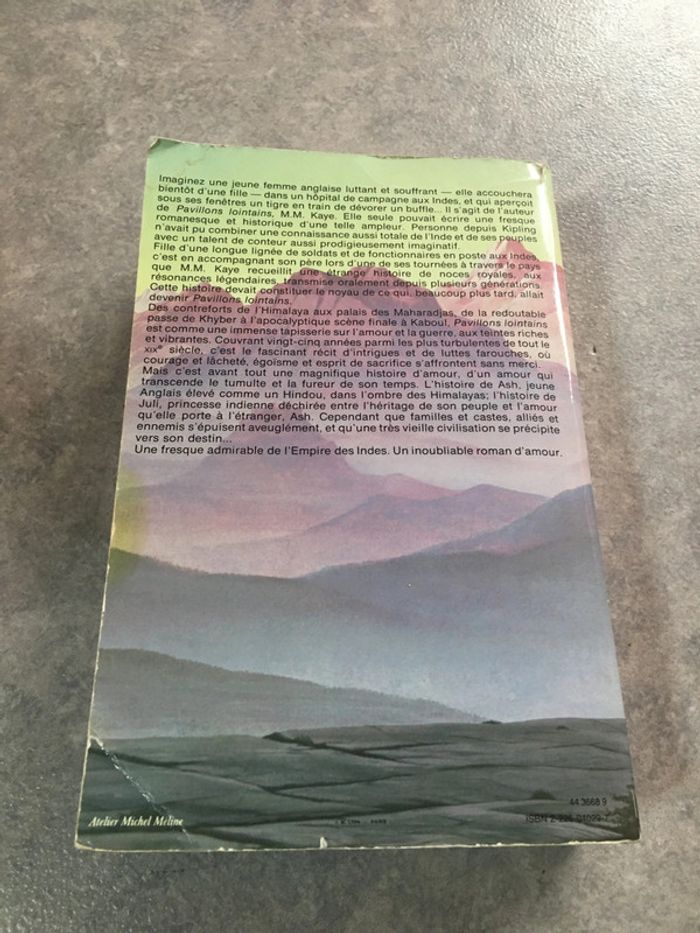 Imaginez une jeune femme anglaise luttant et souffrant — elle accouchera
bientôt d'une fille — dans un hôpital de campagne aux Indes, et qui aperçoit
sous ses fenêtres un tigre en train de dévorer un buffle... Il s'agit de l'auteur
de Pavillons lointains, M.M. Kaye. Elle seule pouvait écrire une fresque
romanesque et historique d'une telle ampleur. Personne depuis Kipling
n'avait pu combiner une connaissance aussi totale de l'Inde et de ses peuples
avec un talent de conteur aussi prodigieusement imaginatif.
Fille d'une longue lignée de soldats et de fonctionnaires en poste aux Indes
c'est en accompagnant son père lors d'une de ses tournées à travers le pays
que M.M. Kaye recueillit une étrange histoire de noces royales, aux
résonances légendaires, transmise oralement depuis plusieurs générations.
Cette histoire devait constituer le noyau de ce qui, beaucoup plus tard, allait
devenir Pavillons lointains.
Des contreforts de l'Himalaya aux palais des Maharadjas, de la redoutable
passe de Khyber à l'apocalyptique scène finale à Kaboul, Pavillons lointains
est comme une immense tapisserie sur l'amour et la guerre, aux teintes riches
et vibrantes. Couvrant vingt-cinq années parmi les plus turbulentes de tout le
XIXe siècle, c'est le fascinant récit d'intrigues et de luttes farouches, où
courage et lâcheté, égoïsme et esprit de sacrifice s'affrontent sans merci.
Mais c'est avant tout une magnifique histoire d'amour, d'un amour qui
transcende le tumulte et la fureur de son temps. L'histoire de Ash, jeune
Anglais élevé comme un Hindou, dans l'ombre des Himalayas; l'histoire de
Juli, princesse indienne déchirée entre l'héritage de son peuple et l'amour
qu'elle porte à l'étranger, Ash. Cependant que familles et castes, alliés et
ennemis s'épuisent aveuglément, et qu'une très vieille civilisation se précipite
vers son destin...
Une fresque admirable de l'Empire des Indes. Un inoubliable roman d'amour.
44 3668 9
Atelier Michel Méline
ISBN 2-226-01029-7